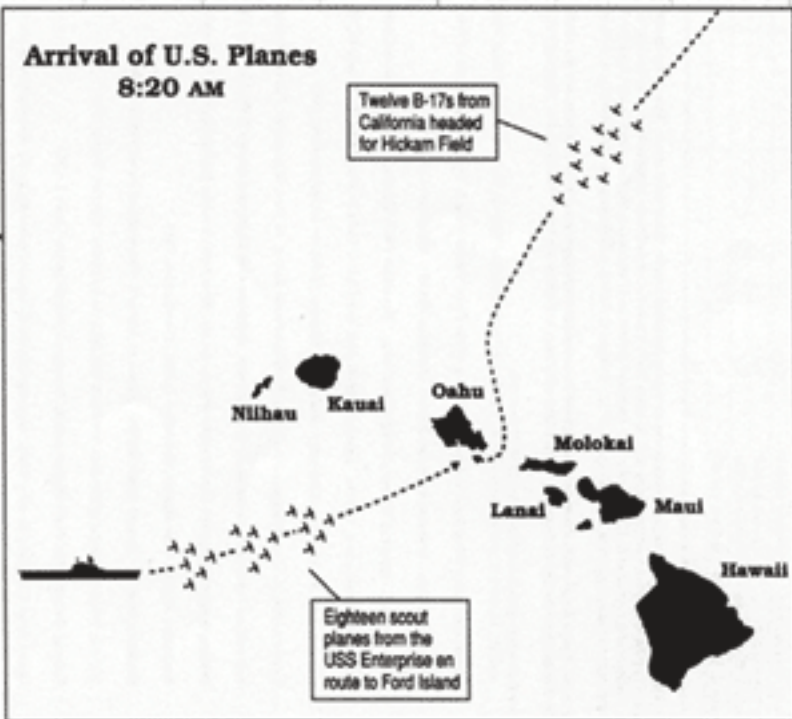 Arrival of U.S. Planes
8:20 AM
Twelve B-17s from
California headed
for Hickam Field
Niihau
Kauai
Oahu
Molokai
Lanai
Maui
Hawaii
Eighteen scout
planes from the
USS Enterprise en
route to Ford Island